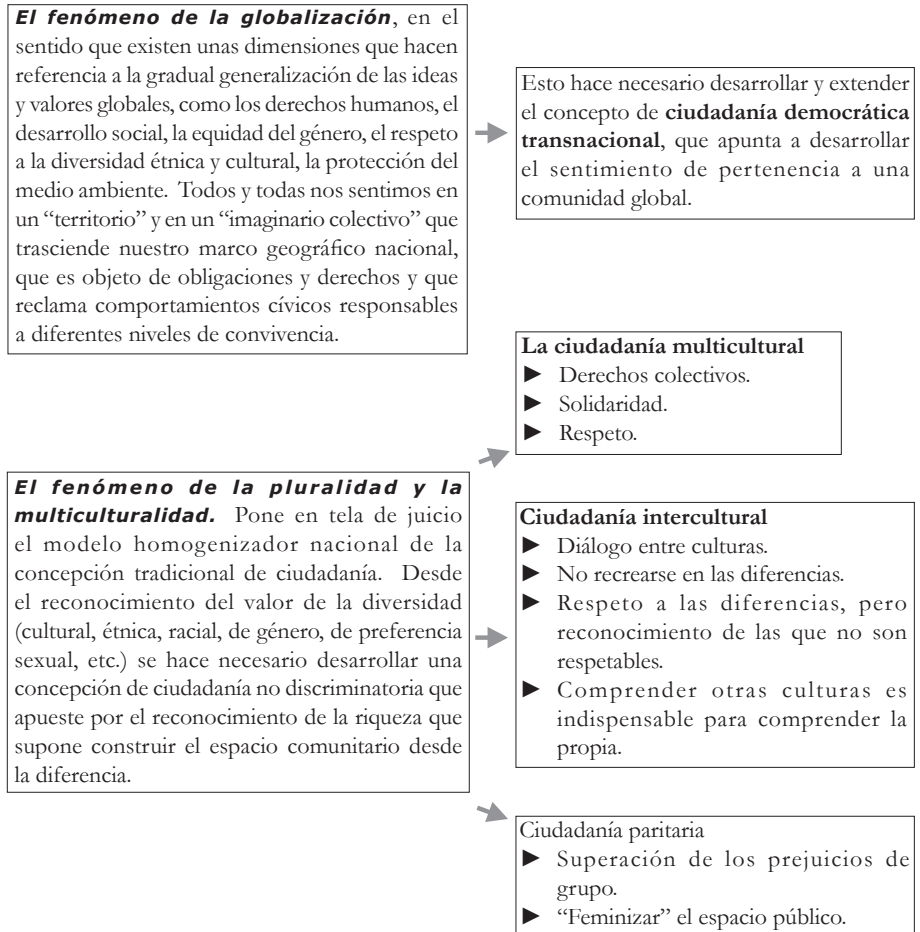 El fenómeno de la globalización, en el
sentido que existen unas dimensiones que hacen
referencia a la gradual generalización de las ideas
y valores globales, como los derechos humanos, el
desarrollo social, la equidad del género, el respeto
a la diversidad étnica y cultural, la protección del
medio ambiente. Todos y todas nos sentimos en
un “territorio” y en un “imaginario colectivo” que
trasciende nuestro marco geográfico nacional,
que es objeto de obligaciones y derechos y que
reclama comportamientos cívicos responsables
a diferentes niveles de convivencia.
Esto hace necesario desarrollar y extender
el concepto de ciudadanía democrática
transnacional, que apunta a desarrollar
el sentimiento de pertenencia a una
comunidad global.
El fenómeno de la pluralidad y la
multiculturalidad. Pone en tela de juicio
el modelo homogenizador nacional de la
concepción tradicional de ciudadanía. Desde
el reconocimiento del valor de la diversidad
(cultural, étnica, racial, de género, de preferencia
sexual, etc.) se hace necesario desarrollar una
concepción de ciudadanía no discriminatoria que
apueste por el reconocimiento de la riqueza que
supone construir el espacio comunitario desde
la diferencia.
La ciudadanía multicultural
► Derechos colectivos.
► Solidaridad.
► Respeto.
Ciudadanía intercultural
► Diálogo entre culturas.
► No recrearse en las diferencias.
► Respeto a las diferencias, pero
reconocimiento de las que no son
respetables.
► Comprender otras culturas es
indispensable para comprender la
propia.
Ciudadanía paritaria
► Superación de los prejuicios de
grupo.
► “Feminizar” el espacio público.